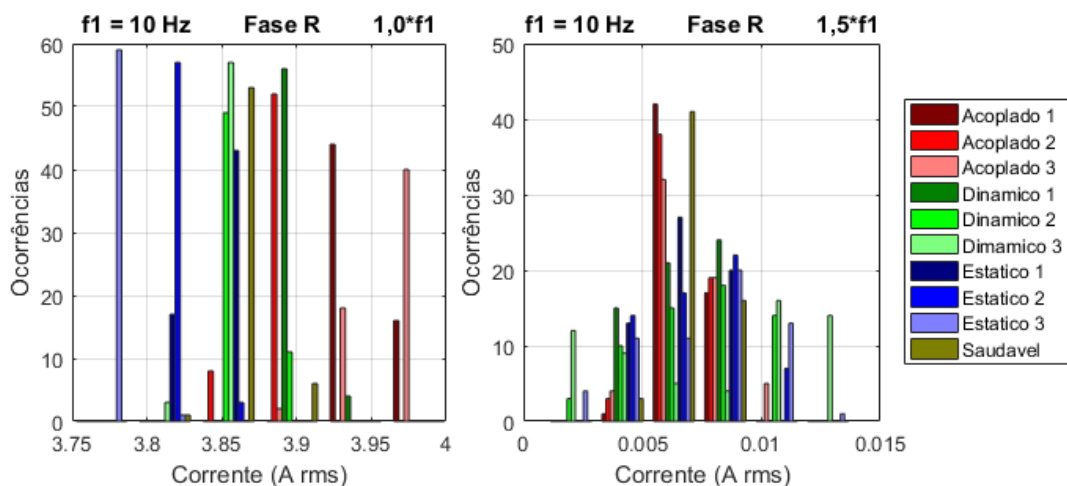 f1 = 10 Hz Fase R 1,0*f1
Ocorrências
60
50
40
30
20
10
0
3.75 3.8 3.85 3.9 3.95 4
Corrente (A rms)
f1 = 10 Hz Fase R 1,5*f1
Ocorrências
50
40
30
20
10
0
0 0.005 0.01 0.015
Corrente (A rms)
Acoplado 1
Acoplado 2
Acoplado 3
Dinamico 1
Dinamico 2
Dimamico 3
Estatico 1
Estatico 2
Estatico 3
Saudavel